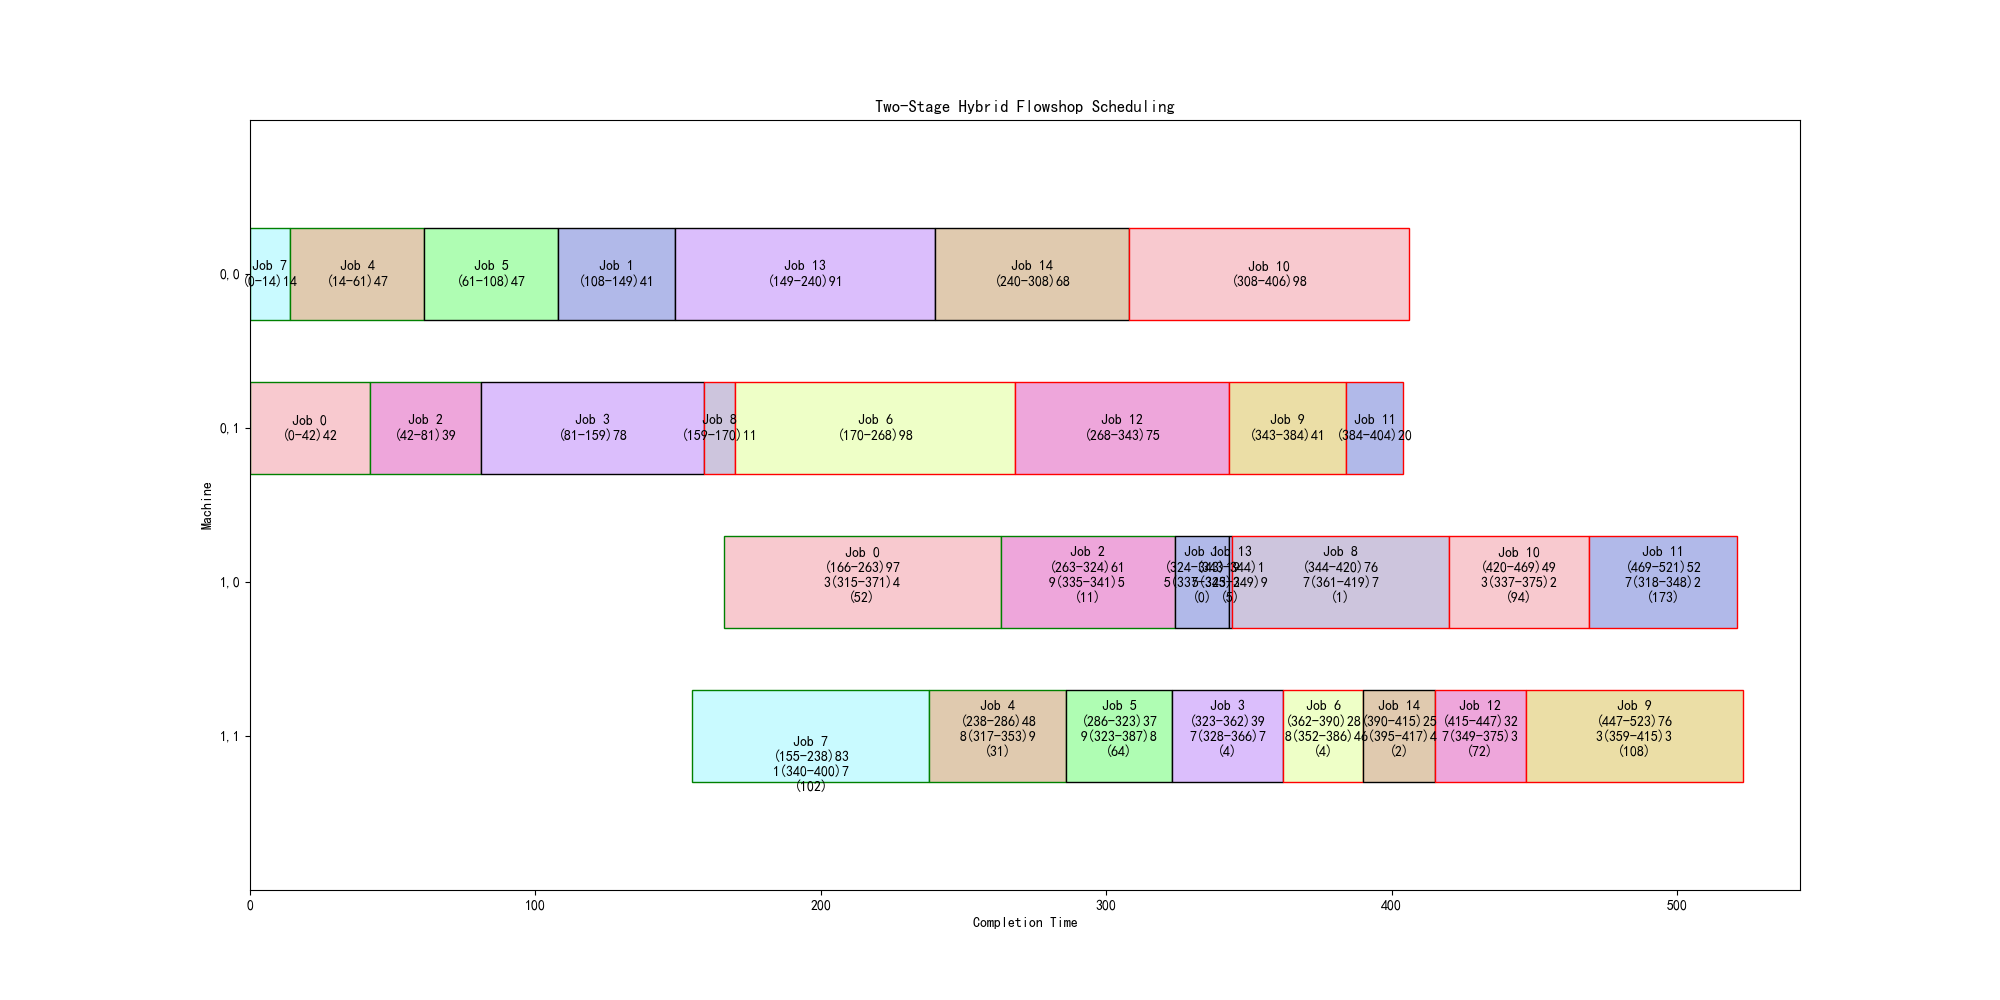 Two-Stage Hybrid Flowshop Scheduling
Machine
0,0
Job 7
(0-14)14
Job 4
(14-61)47
Job 5
(61-108)47
Job 1
(108-149)41
Job 13
(149-240)91
Job 14
(240-308)68
Job 10
(308-406)98
0,1
Job 0
(0-42)42
Job 2
(42-81)39
Job 3
(81-159)78
Job 8
(159-170)11
Job 6
(170-268)98
Job 12
(268-343)75
Job 9
(343-384)41
Job 11
(384-404)20
1,0
Job 0
(166-263)97
3(315-371)4
(52)
Job 2
(263-324)61
9(335-341)5
(11)
Job 1
(0)
Job 13
(343-344)1
(5)
Job 8
(344-420)76
7(361-419)7
(1)
Job 10
(420-469)49
3(337-375)2
(94)
Job 11
(469-521)52
7(318-348)2
(173)
1,1
Job 7
(155-238)83
1(340-400)7
(102)
Job 4
(238-286)48
8(317-353)9
(31)
Job 5
(286-323)37
9(323-387)8
(64)
Job 3
(323-362)39
7(328-366)7
(4)
Job 6
(362-390)28
8(352-386)4
(4)
Job 14
(390-415)25
6(395-417)4
(2)
Job 12
(415-447)32
7(349-375)3
(72)
Job 9
(447-523)76
3(359-415)3
(108)
0
100
200
300
400
500
Completion Time